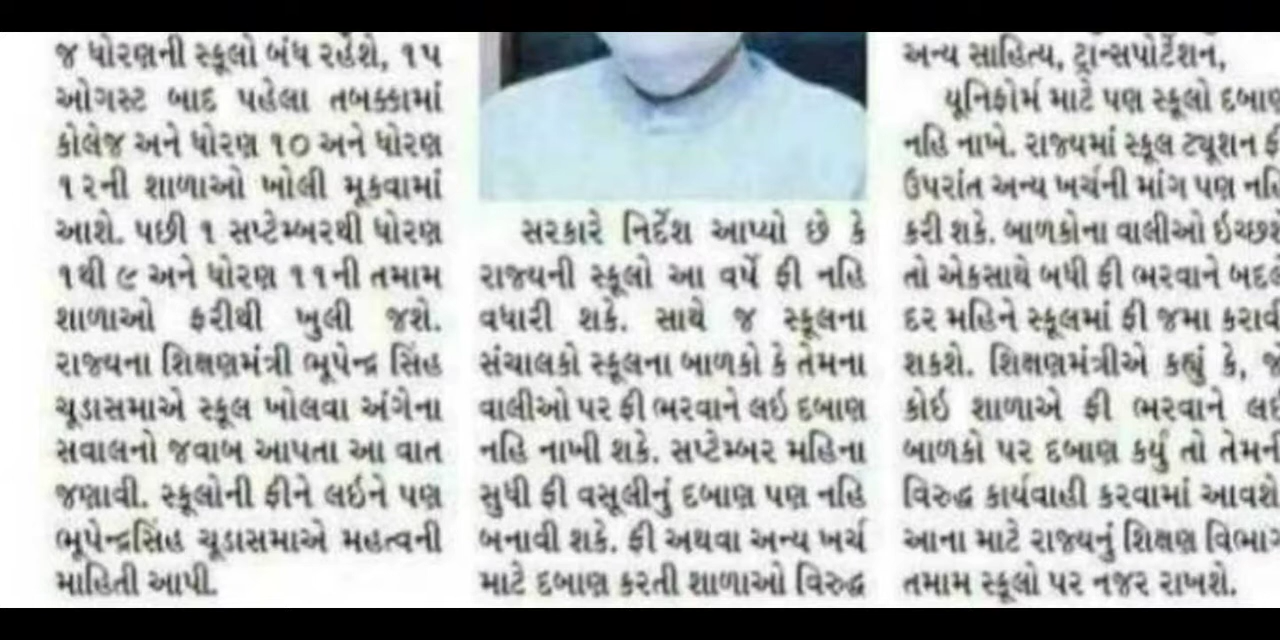 જ ધોરણની સ્કૂલો બંધ રહેશે, ૧૫
ઓગસ્ટ બાદ પહેલા તબક્કામાં
કોલેજ અને ધોરણ ૧૦ અને ધોરણ
૧૨ની શાળાઓ ખોલી મૂકવામાં
આશે. પછી ૧ સપ્ટેમ્બરથી ધોરણ
૧થી ૯ અને ધોરણ ૧૧ની તમામ
શાળાઓ ફરીથી ખુલી જશે.
રાજ્યના શિક્ષણમંત્રી ભૂપેન્દ્ર સિંહ
ચૂડાસમાએ સ્કૂલ ખોલવા અંગેના
સવાલનો જવાબ આપતા આ વાત
જણાવી. સ્કૂલોની ફીને લઇને પણ
ભૂપેન્દ્રસિંહ ચૂડાસમાએ મહત્વની
માહિતી આપી.
સરકારે નિર્દેશ આપ્યો છે કે
રાજ્યની સ્કૂલો આ વર્ષે ફી નહિ
વધારી શકે. સાથે જ સ્કૂલના
સંચાલકો સ્કૂલના બાળકો કે તેમના
વાલીઓ પર ફી ભરવાને લઇ દબાણ
નહિ નાખી શકે. સપ્ટેમ્બર મહિના
સુધી ફી વસૂલીનું દબાણ પણ નહિ
બનાવી શકે. ફી અથવા અન્ય ખર્ચ
માટે દબાણ કરતી શાળાઓ વિરુદ્ધ
અન્ય સાહિત્ય, ટ્રાન્સપોર્ટેશન,
યૂનિફોર્મ માટે પણ સ્કૂલો દબાણ
નહિ નાખે. રાજ્યમાં સ્કૂલ ટ્યૂશન ફી
ઉપરાંત અન્ય ખર્ચની માંગ પણ નહિ
કરી શકે. બાળકોના વાલીઓ ઇચ્છશે
તો એકસાથે બધી ફી ભરવાને બદલે
દર મહિને સ્કૂલમાં ફી જમા કરાવી
શકશે. શિક્ષણમંત્રીએ કહ્યું કે, જો
કોઇ શાળાએ ફી ભરવાને લઇ
બાળકો પર દબાણ કર્યું તો તેમની
વિરુદ્ધ કાર્યવાહી કરવામાં આવશે.
આના માટે રાજ્યનું શિક્ષણ વિભાગ
તમામ સ્કૂલો પર નજર રાખશે.